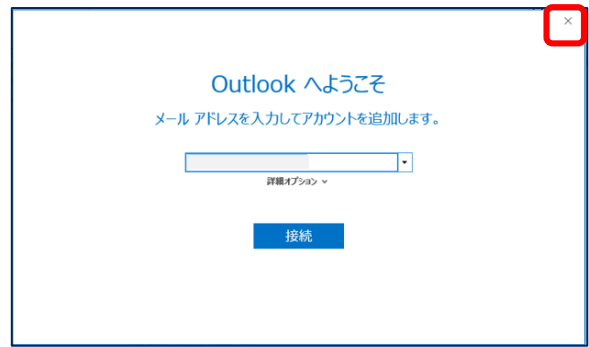 Outlook へようこそ
メール アドレスを入力してアカウントを追加します。
詳細オプション
接続